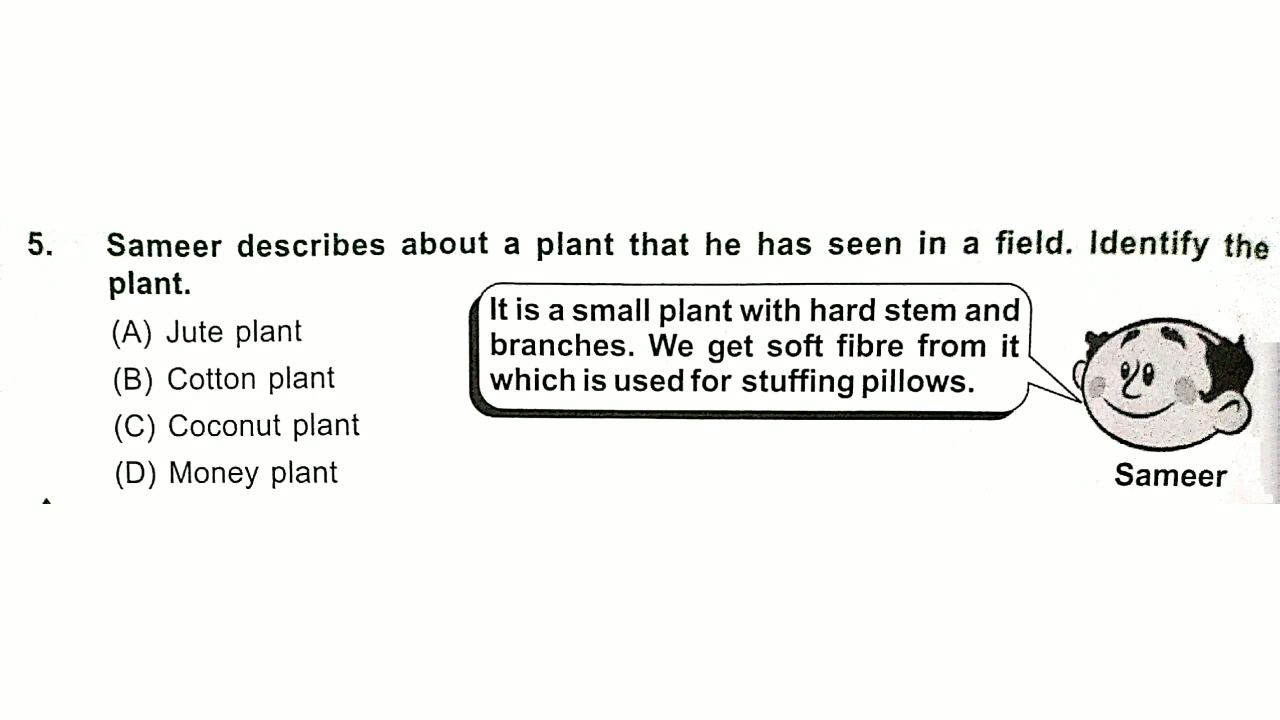 5. Sameer describes about a plant that he has seen in a field. Identify the
plant.
(A) Jute plant
(B) Cotton plant
(C) Coconut plant
(D) Money plant
It is a small plant with hard stem and
branches. We get soft fibre from it
which is used for stuffing pillows.
Sameer